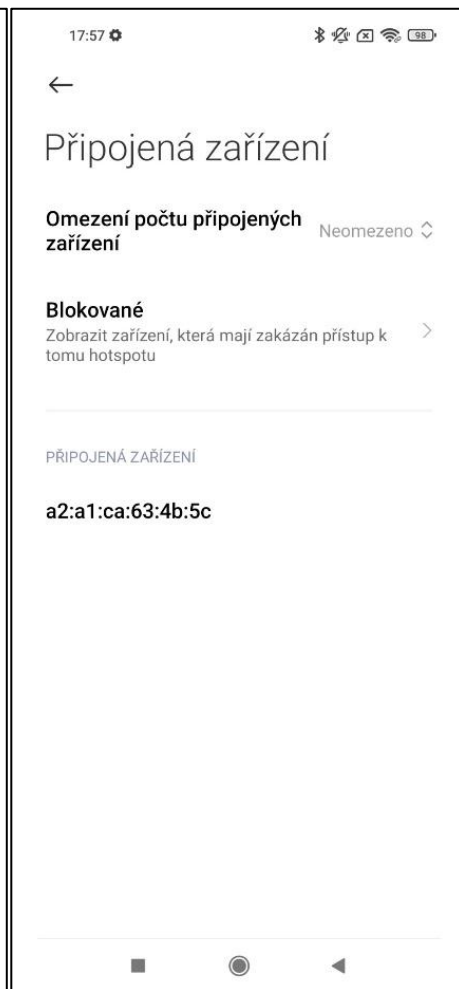 17:57
98
Připojená zařízení
Omezení počtu připojených
zařízení
Neomezeno
Blokované
Zobrazit zařízení, která mají zakázán přístup k
tomu hotspotu
PŘIPOJENÁ ZAŘÍZENÍ
a2:a1:ca:63:4b:5c